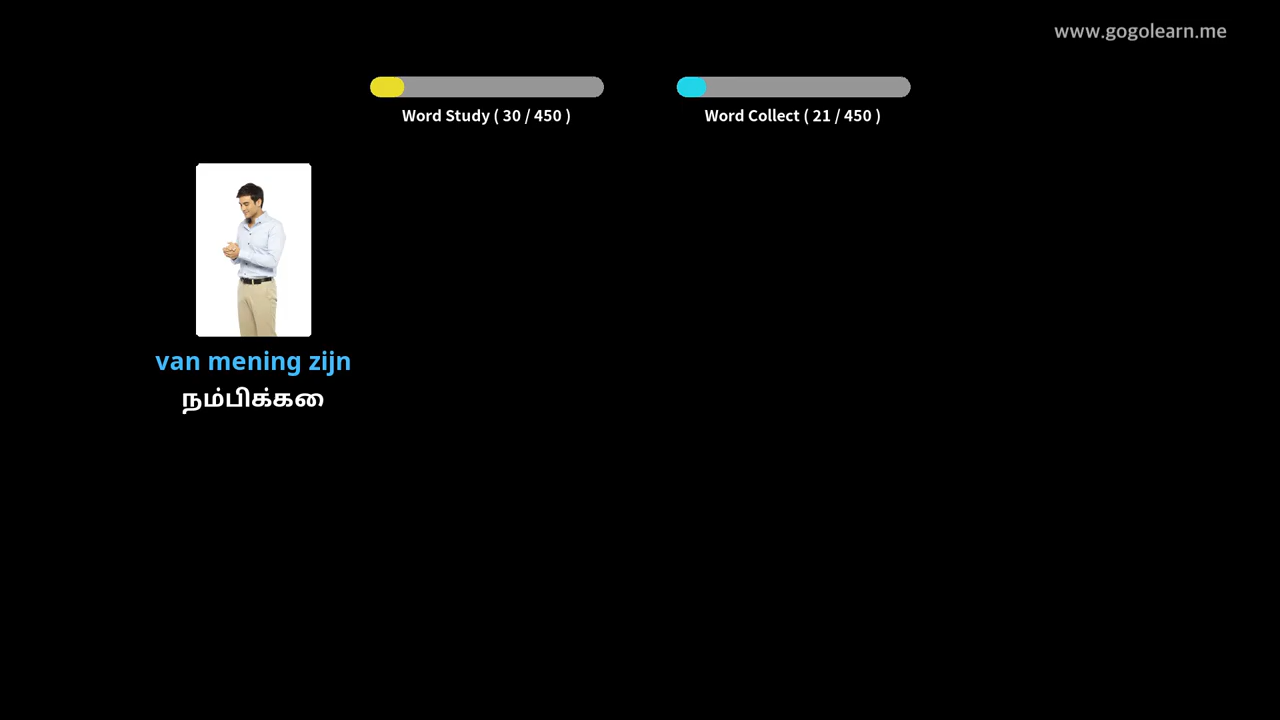 www.gogolearn.me
Word Study ( 30 / 450 )
Word Collect ( 21 / 450 )
van mening zijn
நம்பிக்கை